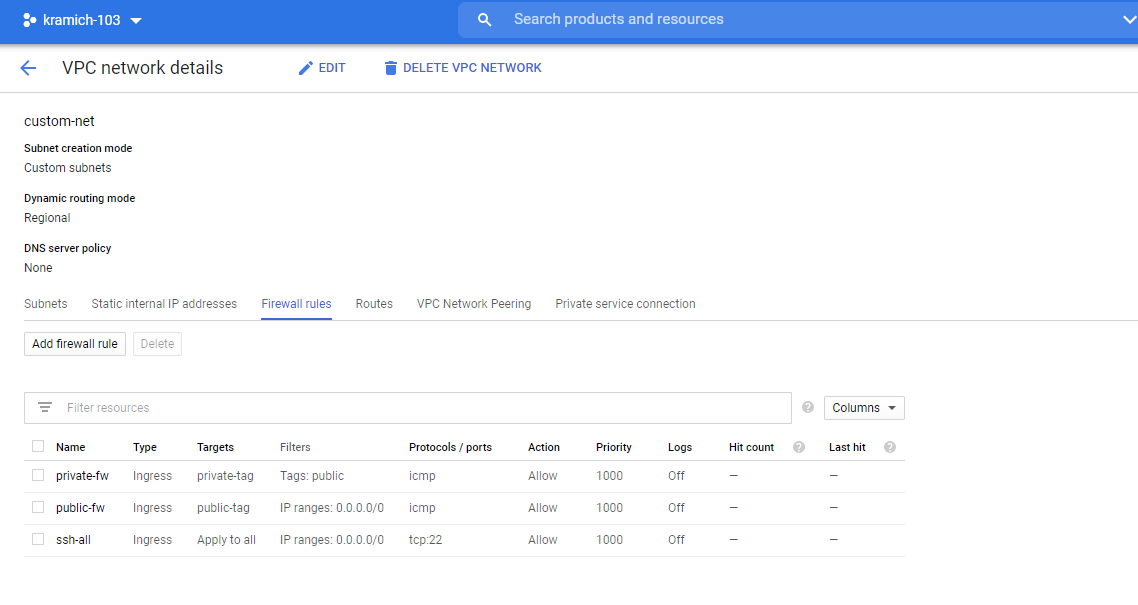 kramich-103 Search products and resources
VPC network details EDIT DELETE VPC NETWORK
custom-net
Subnet creation mode
Custom subnets
Dynamic routing mode
Regional
DNS server policy
None
Subnets Static internal IP addresses Firewall rules Routes VPC Network Peering Private service connection
Add firewall rule Delete
Filter resources ? Columns
Name Type Targets Filters Protocols / ports Action Priority Logs Hit count ? Last hit ?
private-fw Ingress private-tag Tags: public icmp Allow 1000 Off — —
public-fw Ingress public-tag IP ranges: 0.0.0.0/0 icmp Allow 1000 Off — —
ssh-all Ingress Apply to all IP ranges: 0.0.0.0/0 tcp:22 Allow 1000 Off — —